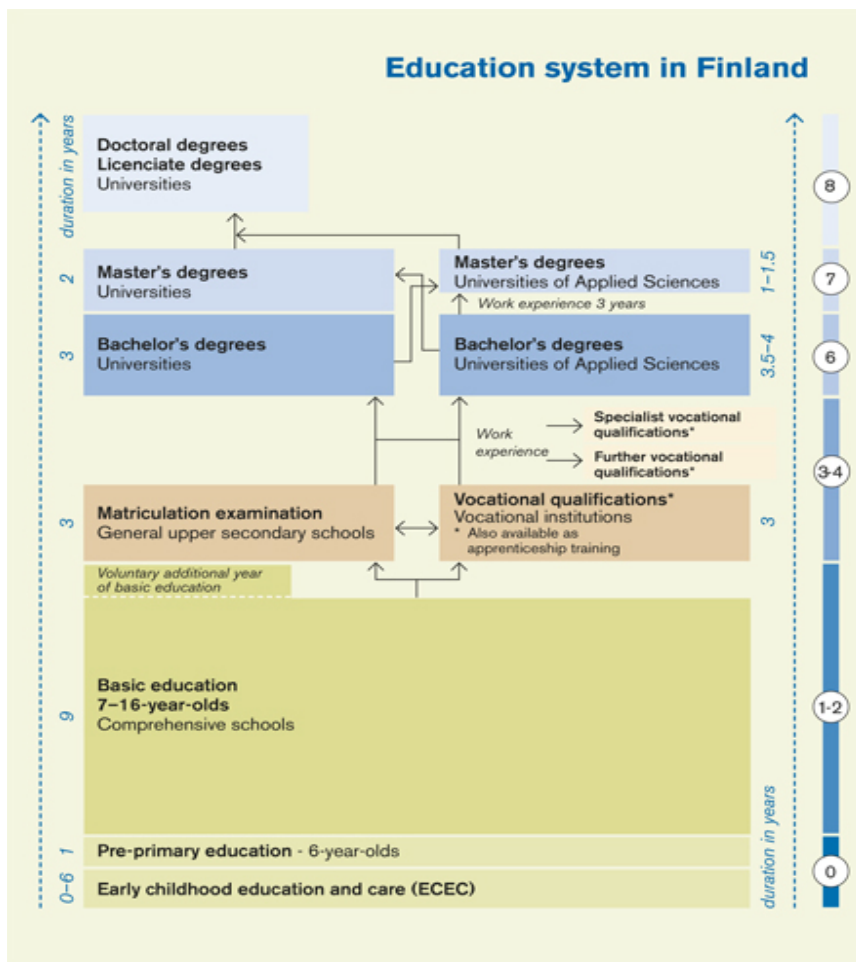 Education system in Finland
duration in years
Doctoral degrees
Licenciate degrees
Universities
8
2
Master's degrees
Universities
Master's degrees
Universities of Applied Sciences
1–1.5
7
Work experience 3 years
3
Bachelor's degrees
Universities
Bachelor's degrees
Universities of Applied Sciences
3.5–4
6
Work
experience
Specialist vocational
qualifications*
Further vocational
qualifications*
3-4
3
Matriculation examination
General upper secondary schools
Vocational qualifications*
Vocational institutions
* Also available as
apprenticeship training
3
Voluntary additional year
of basic education
9
Basic education
7–16-year-olds
Comprehensive schools
1-2
1
Pre-primary education - 6-year-olds
0–6
Early childhood education and care (ECEC)
duration in years
0